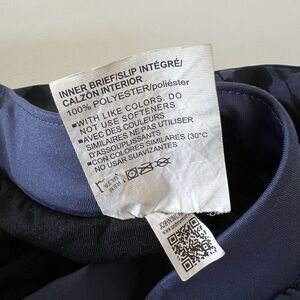 INNER BRIEF/SLIP INTÉGRÉ/
CALZÓN INTERIOR
100% POLYESTER/poliéster
■WITH LIKE COLORS. DO
NOT USE SOFTENERS
■AVEC DES COULEURS
SIMILAIRES NE PAS UTILISER
D'ASSOUPLISSANTS
■CON COLORES SIMILARES (30°C
NO USAR SUAVIZANTES